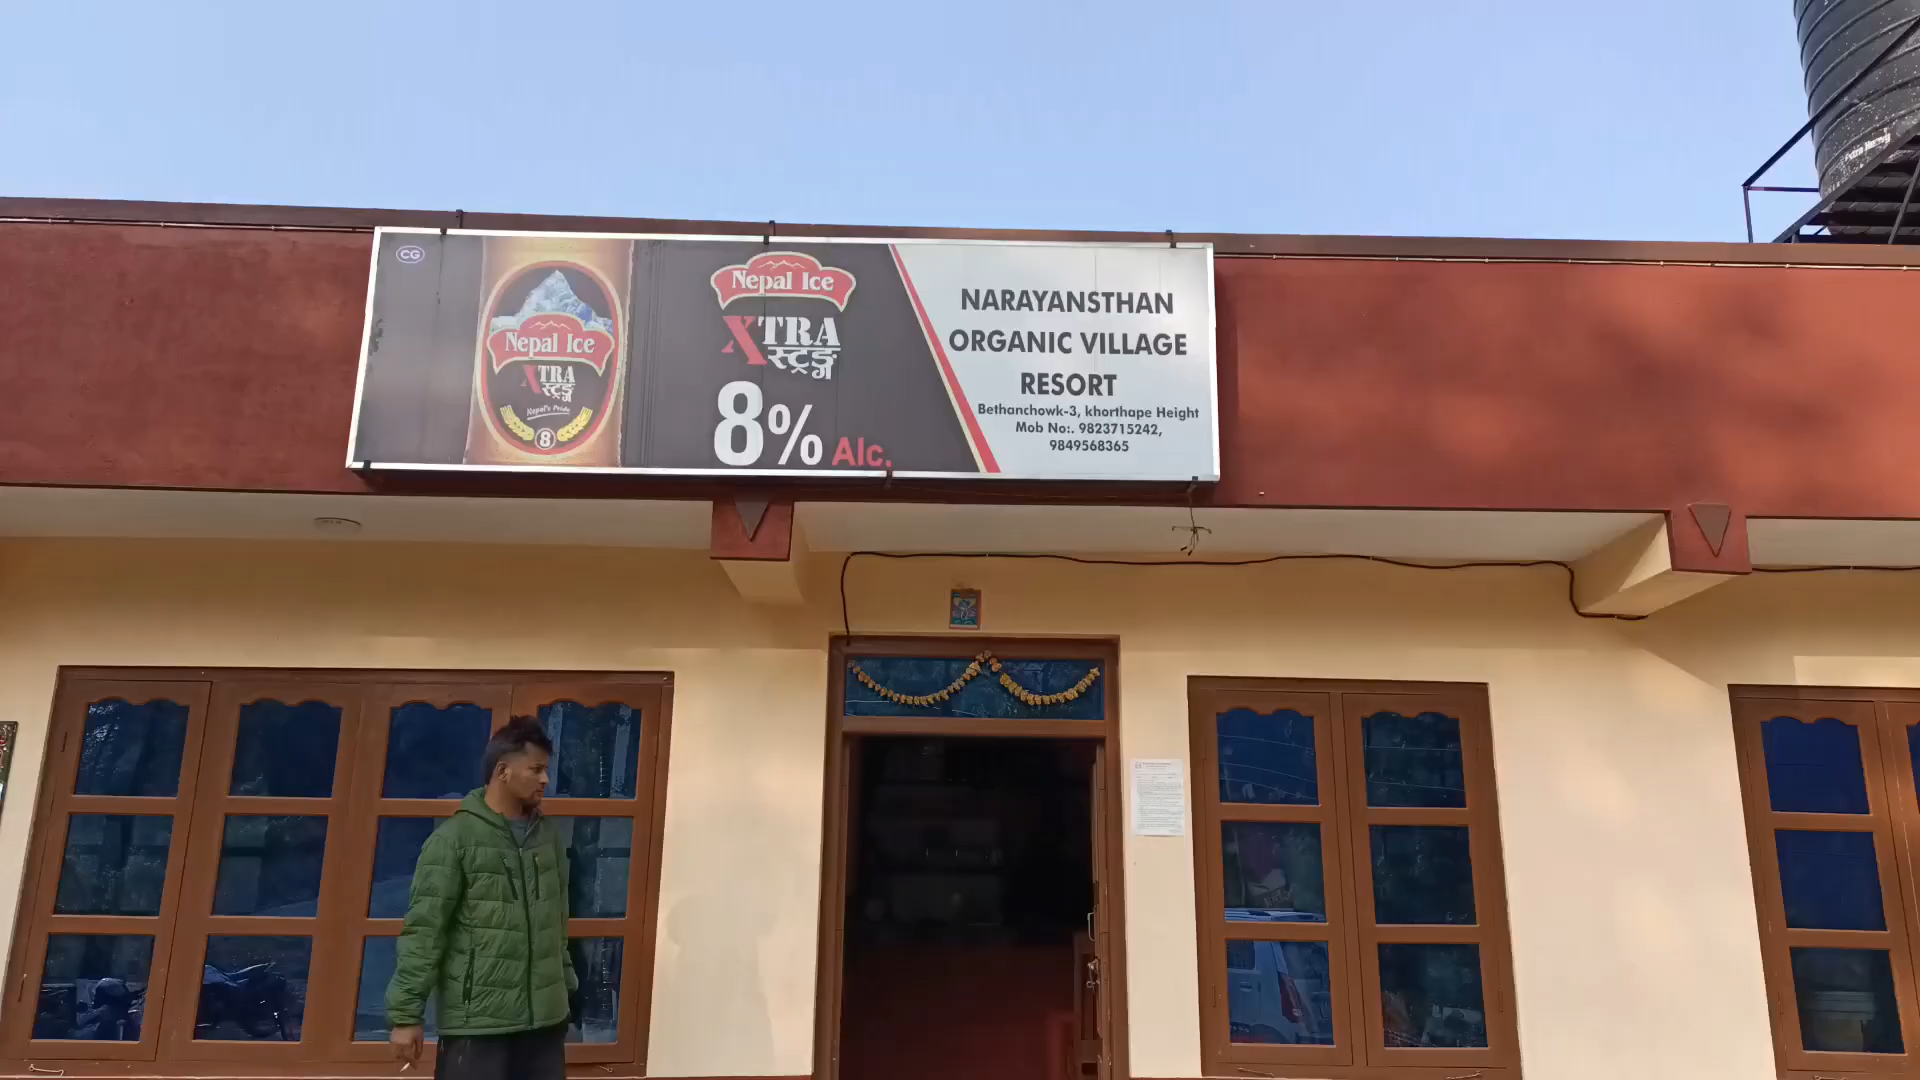 CG
Nepal Ice
XTRA
स्ट्रङ्ग
Nepal's Pride
8
Nepal Ice
XTRA
स्ट्रङ्ग
8% Alc.
NARAYANSTHAN
ORGANIC VILLAGE
RESORT
Bethanchowk-3, khorthape Height
Mob No:. 9823715242,
9849568365